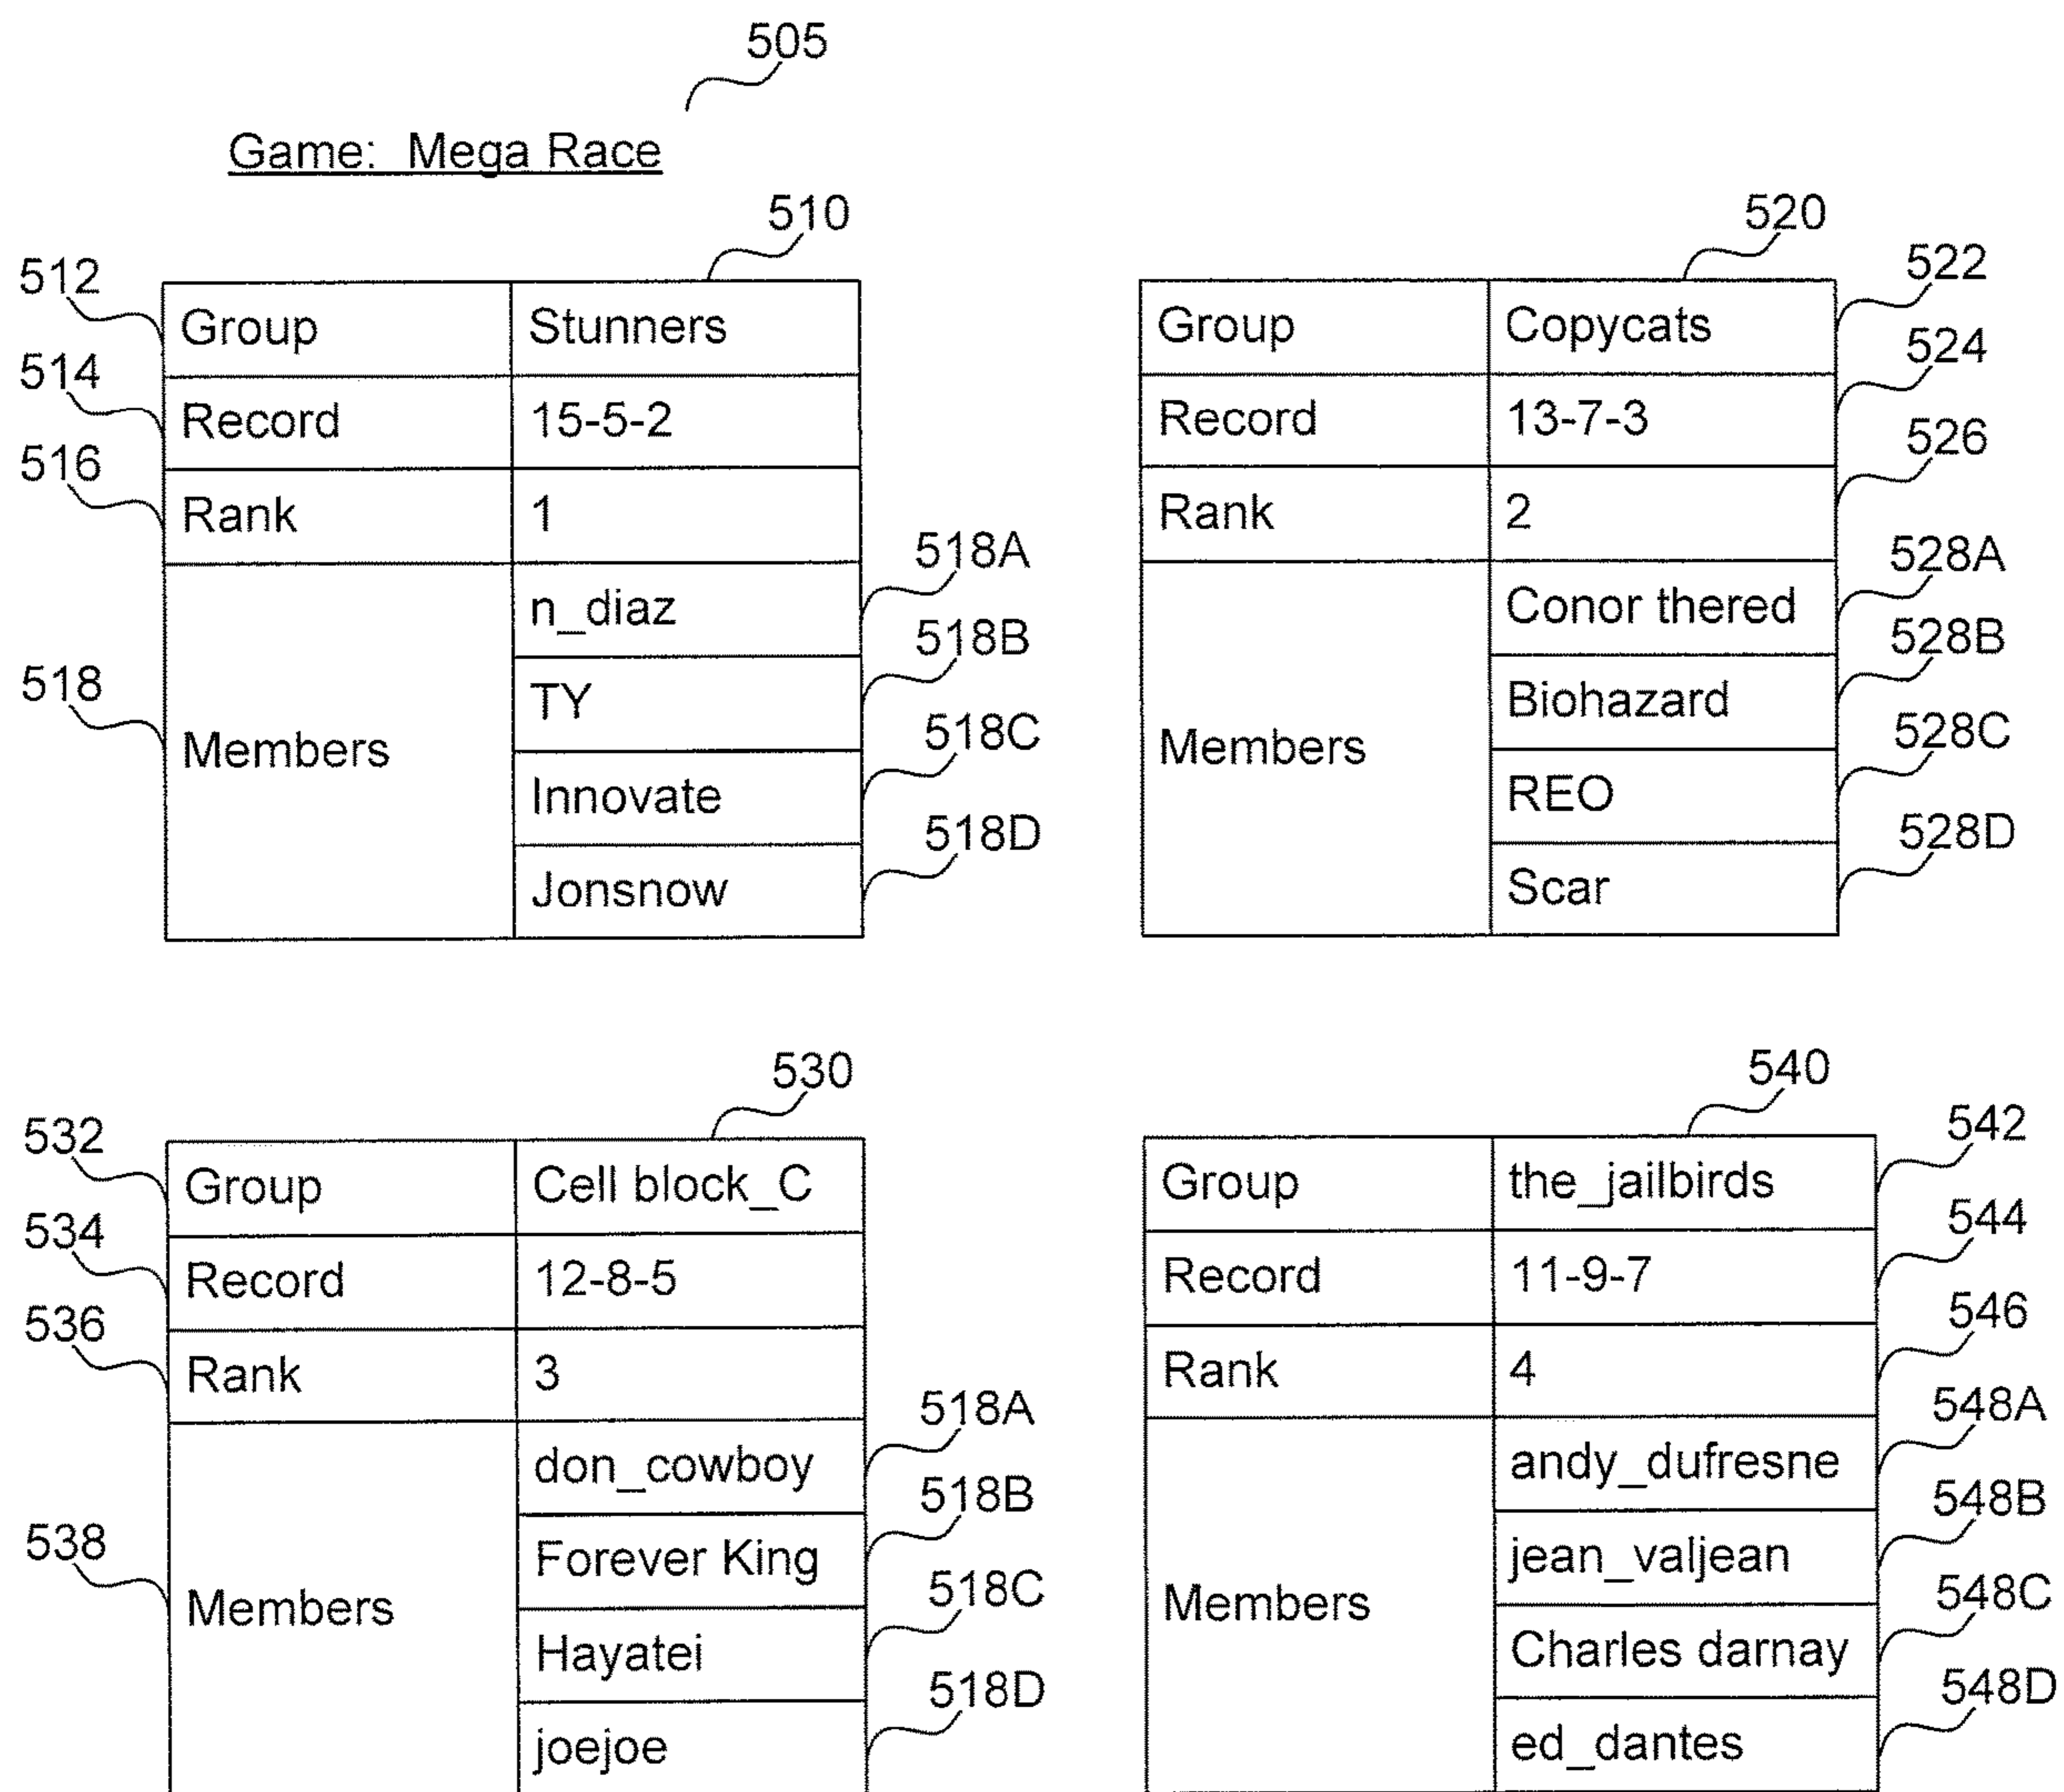 505
Game: Mega Race
510
512 Group Stunners
514 Record 15-5-2
516 Rank 1
518 Members
n_diaz 518A
TY 518B
Innovate 518C
Jonsnow 518D
520
Group Copycats 522
Record 13-7-3 524
Rank 2 526
Members
Conor thered 528A
Biohazard 528B
REO 528C
Scar 528D
530
532 Group Cell block_C
534 Record 12-8-5
536 Rank 3
538 Members
don_cowboy 518A
Forever King 518B
Hayatei 518C
joejoe 518D
540
Group the_jailbirds 542
Record 11-9-7 544
Rank 4 546
Members
andy_dufresne 548A
jean_valjean 548B
Charles darnay 548C
ed_dantes 548D